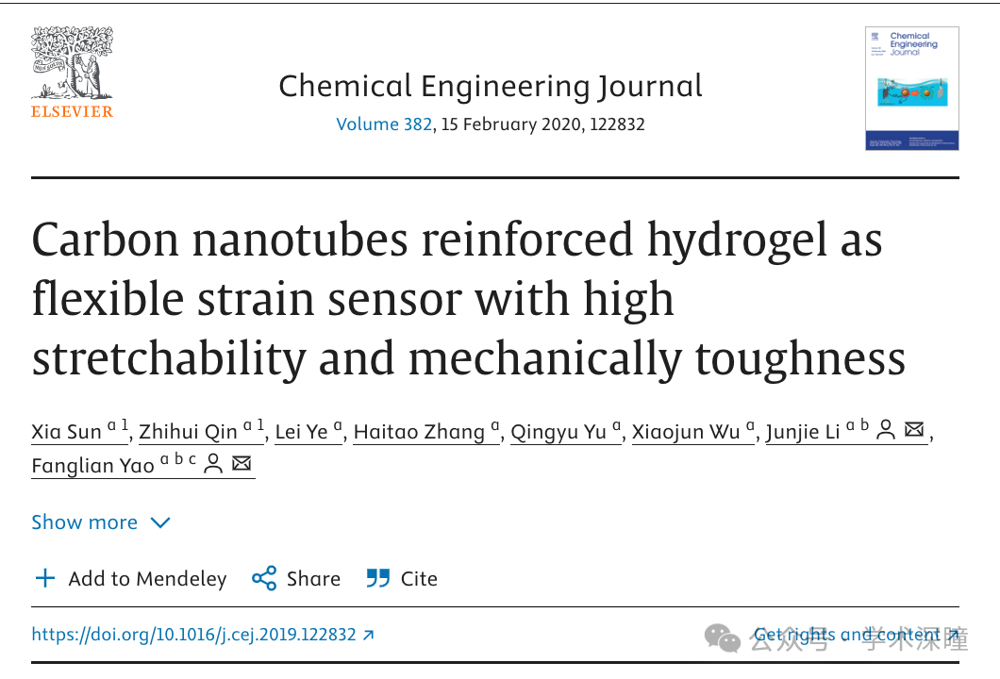 ELSEVIER
Chemical Engineering Journal
Volume 382, 15 February 2020, 122832
Chemical
Engineering
Journal
Carbon nanotubes reinforced hydrogel as
flexible strain sensor with high
stretchability and mechanically toughness
Xia Sun a 1, Zhihui Qin a 1, Lei Ye a, Haitao Zhang a, Qingyu Yu a, Xiaojun Wu a, Junjie Li a b,
Fanglian Yao a b c
Show more
Add to Mendeley Share Cite
https://doi.org/10.1016/j.cej.2019.122832 Get rights and content
公众号 · 学术深瞳